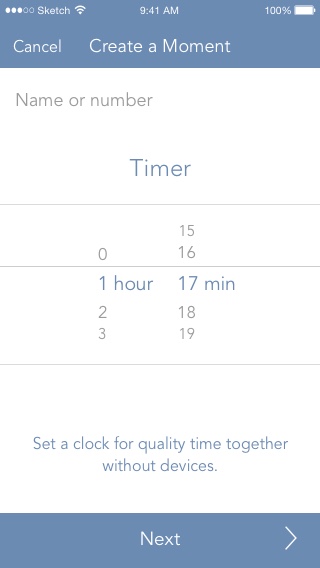 Sketch 9:41 AM 100%
Cancel Create a Moment
Name or number
Timer
15
0 16
1 hour 17 min
2 18
3 19
Set a clock for quality time together
without devices.
Next